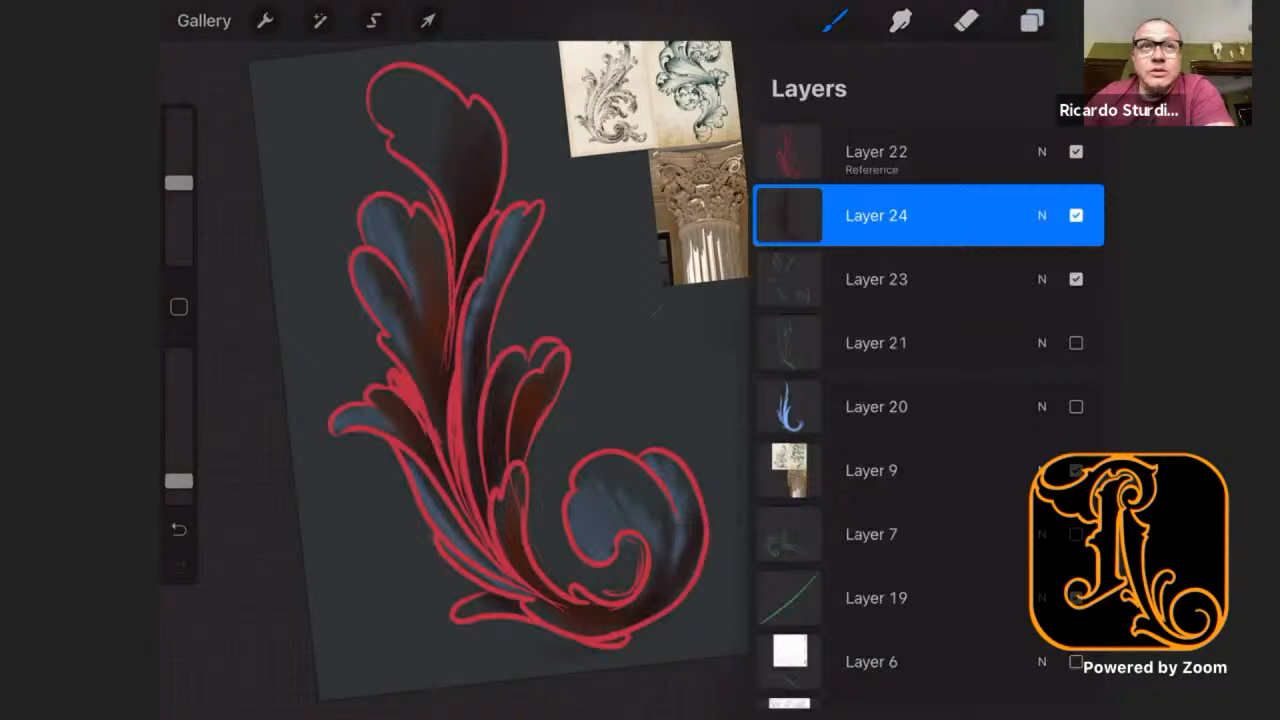 Gallery
Layers
Ricardo Sturdi...
Layer 22
N
Reference
Layer 24
N
Layer 23
N
Layer 21
N
Layer 20
N
Layer 9
Layer 7
Layer 19
N
Layer 6
N
Powered by Zoom